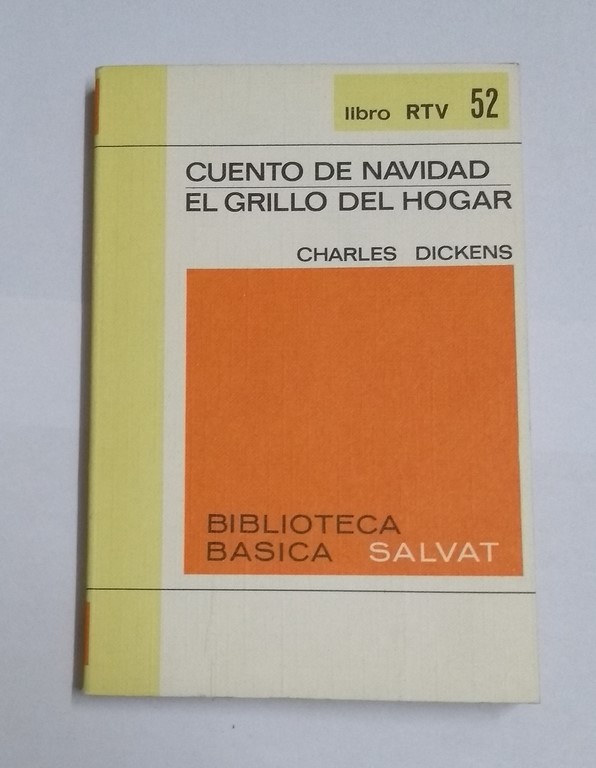 libro RTV 52
CUENTO DE NAVIDAD
EL GRILLO DEL HOGAR
CHARLES DICKENS
BIBLIOTECA
BASICA SALVAT